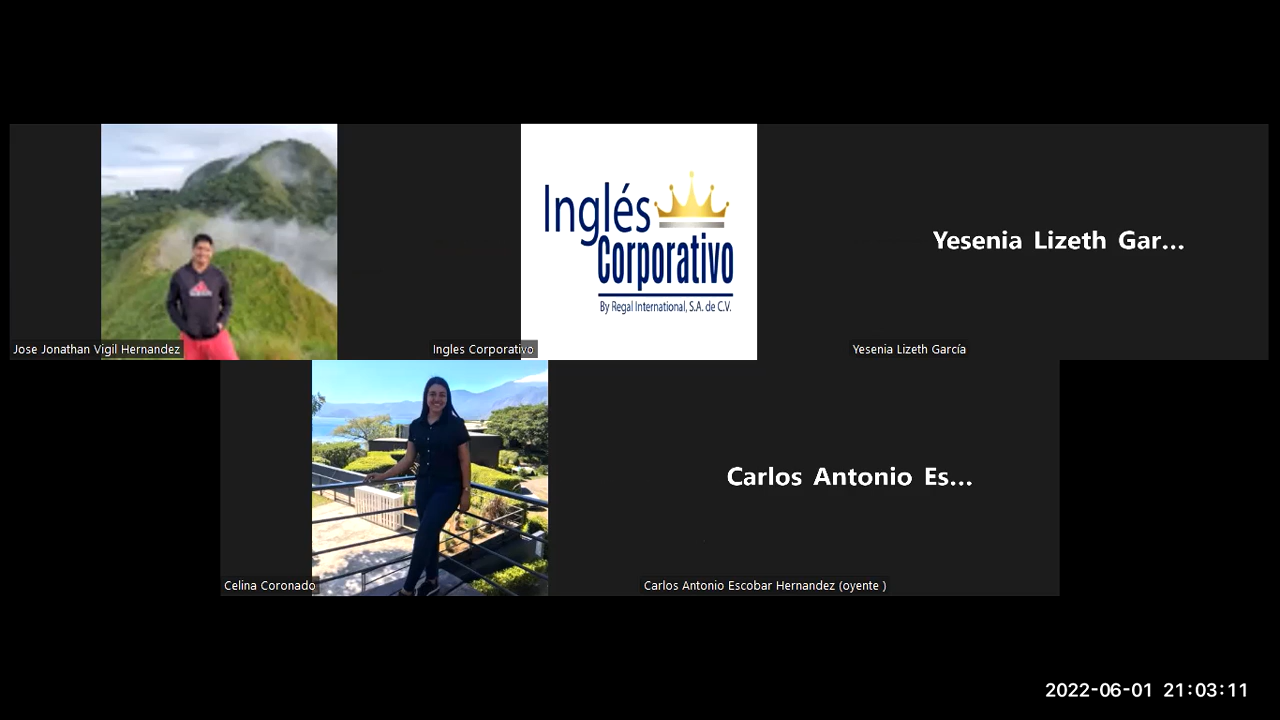 Inglés
Corporativo
By Regal International, S.A. de C.V.
Yesenia Lizeth Gar...
Jose Jonathan Vigil Hernandez
Ingles Corporativo
Yesenia Lizeth García
Carlos Antonio Es...
Celina Coronado
Carlos Antonio Escobar Hernandez (oyente )
2022-06-01 21:03:11